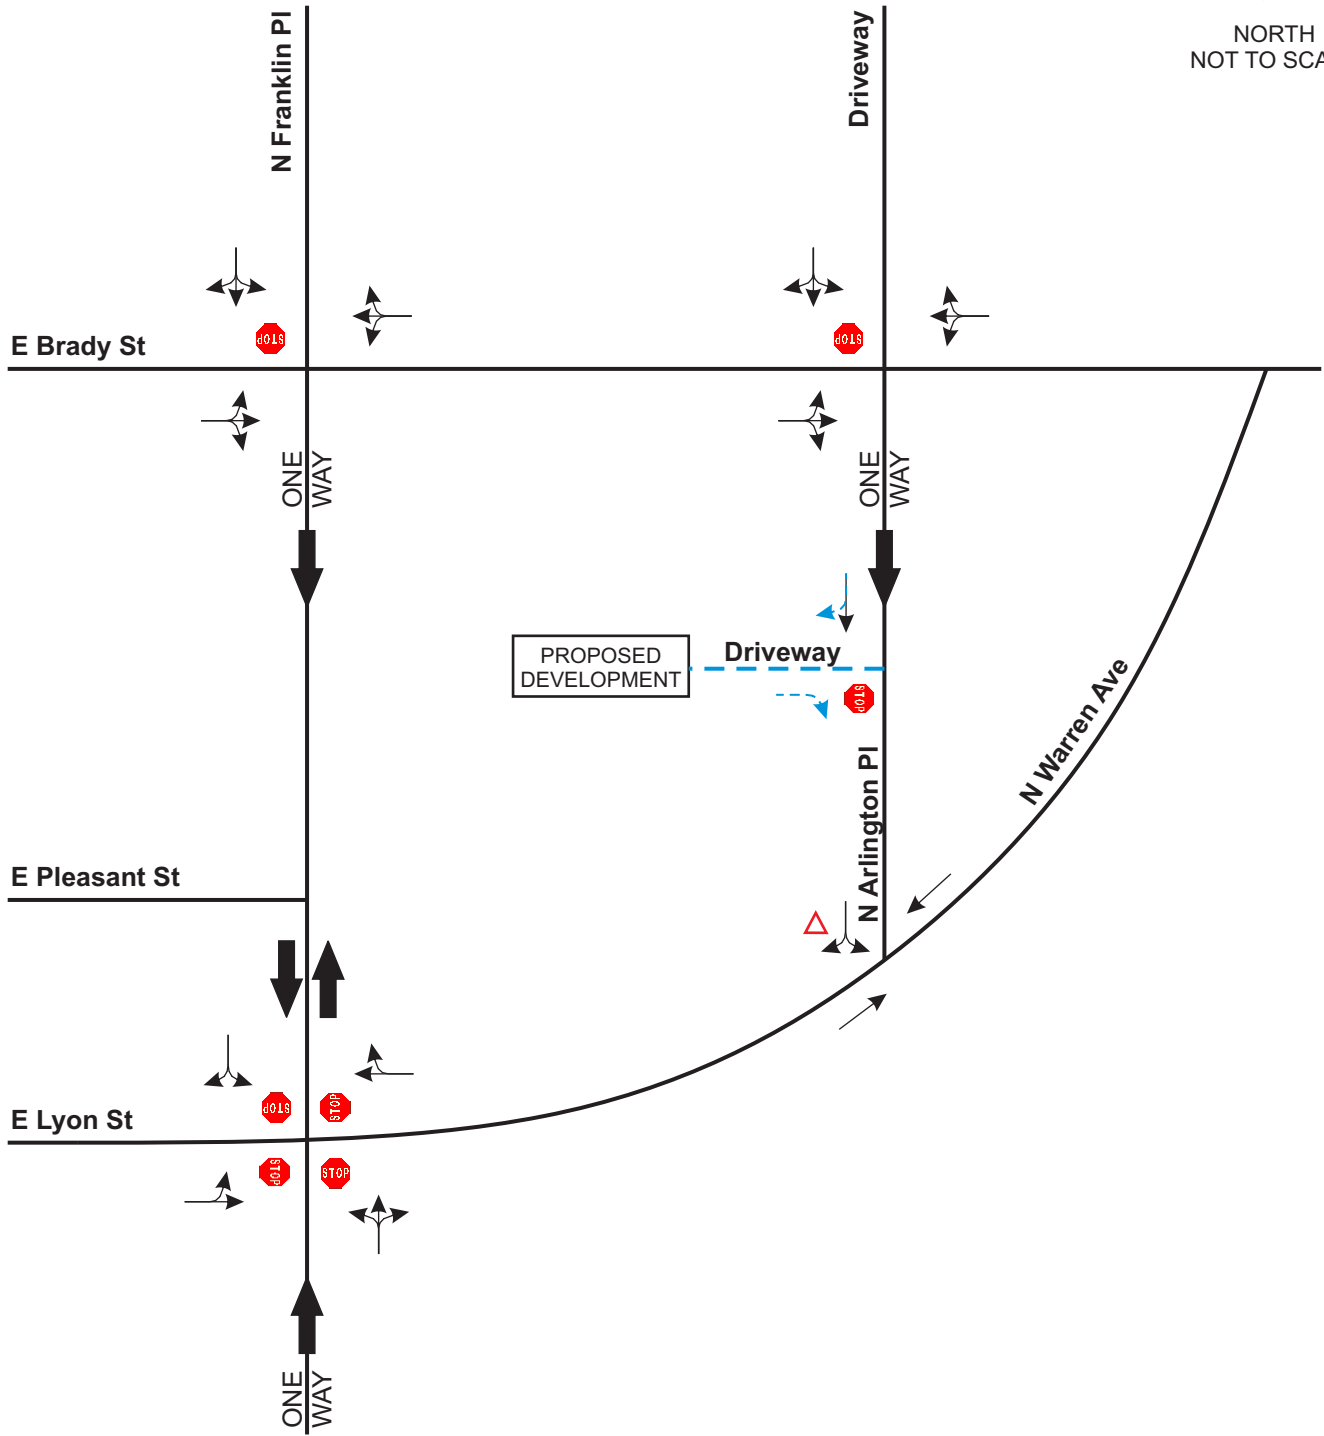 N Franklin Pl
Driveway
NORTH
NOT TO SCA
STOP
STOP
E Brady St
ONE
WAY
ONE
WAY
PROPOSED
DEVELOPMENT
Driveway
STOP
N Warren Ave
N Arlington Pl
E Pleasant St
STOP
STOP
E Lyon St
STOP
STOP
ONE
WAY